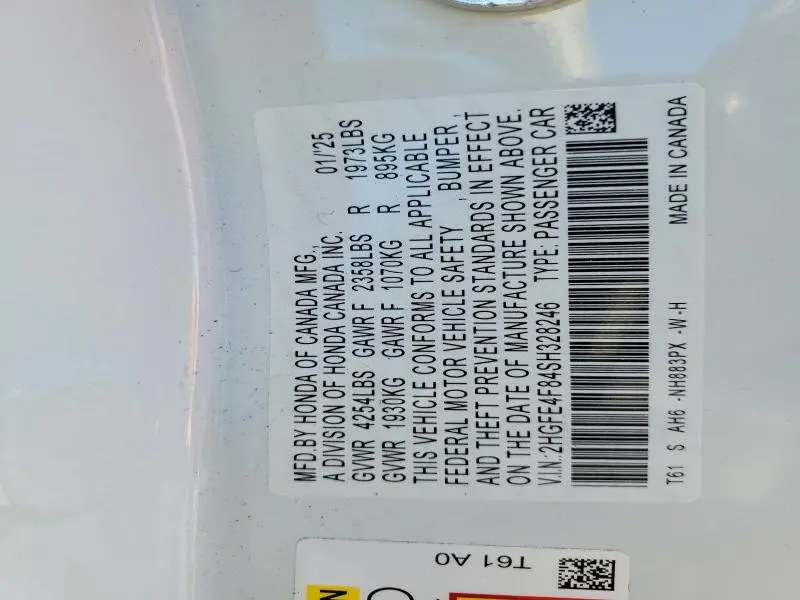 MFD.BY HONDA OF CANADA MFG.,
A DIVISION OF HONDA CANADA INC. 01/'25
GVWR 4254LBS GAWR F 2358LBS R 1973LBS
GVWR 1930KG GAWR F 1070KG R 895KG
THIS VEHICLE CONFORMS TO ALL APPLICABLE
FEDERAL MOTOR VEHICLE SAFETY , BUMPER ,
AND THEFT PREVENTION STANDARDS IN EFFECT
ON THE DATE OF MANUFACTURE SHOWN ABOVE.
V.I.N.:2HGFE4F84SH328246 TYPE: PASSENGER CAR
T61 S AH6 -NH883PX -W-H MADE IN CANADA
T61 A0